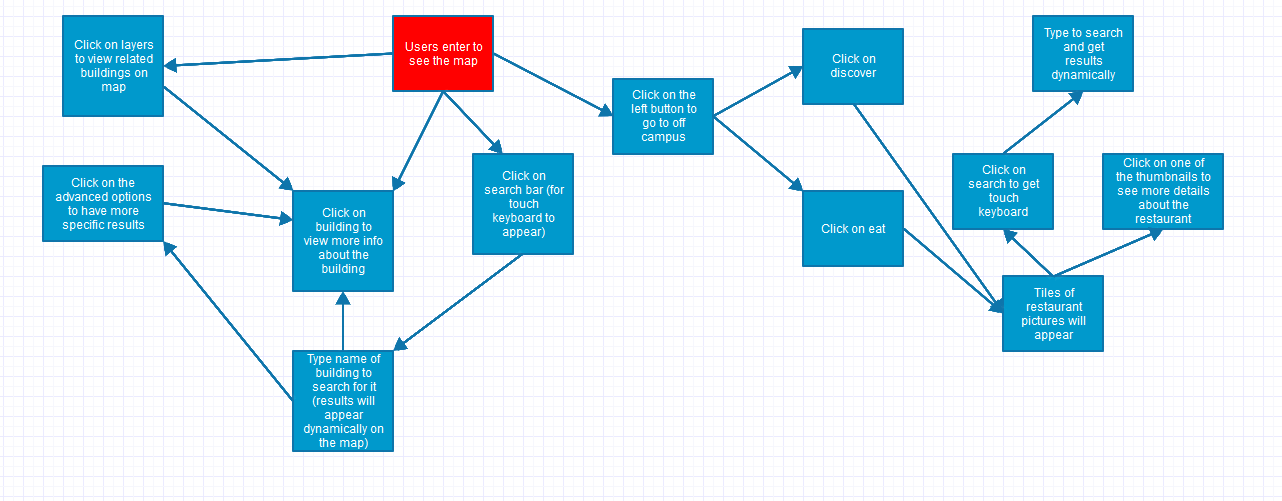 Click on layers
to view related
buildings on
map
Users enter to
see the map
Click on the
left button to
go to off
campus
Click on
discover
Type to search
and get
results
dynamically
Click on the
advanced options
to have more
specific results
Click on
building to
view more info
about the
building
Click on
search bar (for
touch
keyboard to
appear)
Click on eat
Click on
search to get
touch
keyboard
Click on one of
the thumbnails to
see more details
about the
restaurant
Tiles of
restaurant
pictures will
appear
Type name of
building to
search for it
(results will
appear
dynamically on
the map)